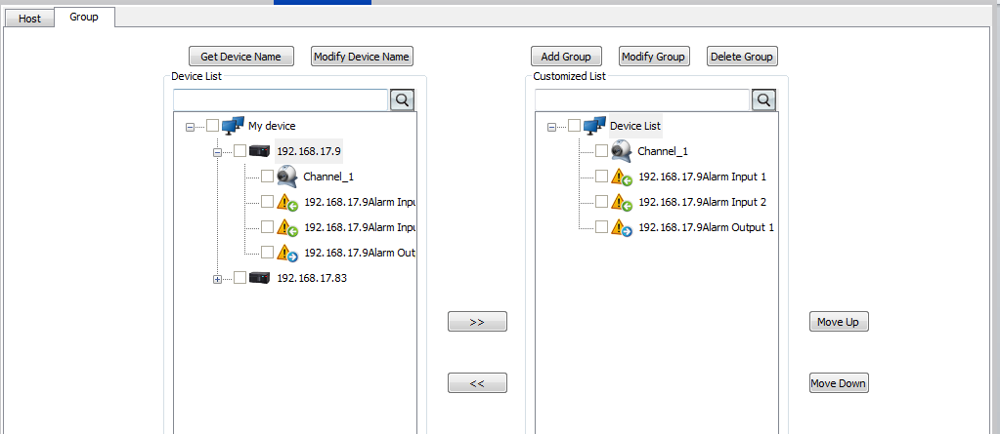 Host
Group
Get Device Name
Modify Device Name
Add Group
Modify Group
Delete Group
Device List
Customized List
My device
Device List
192.168.17.9
Channel_1
Channel_1
192.168.17.9Alarm Inpu
192.168.17.9Alarm Input 1
192.168.17.9Alarm Inpu
192.168.17.9Alarm Input 2
192.168.17.9Alarm Out
192.168.17.9Alarm Output 1
192.168.17.83
>>
Move Up
<<
Move Down